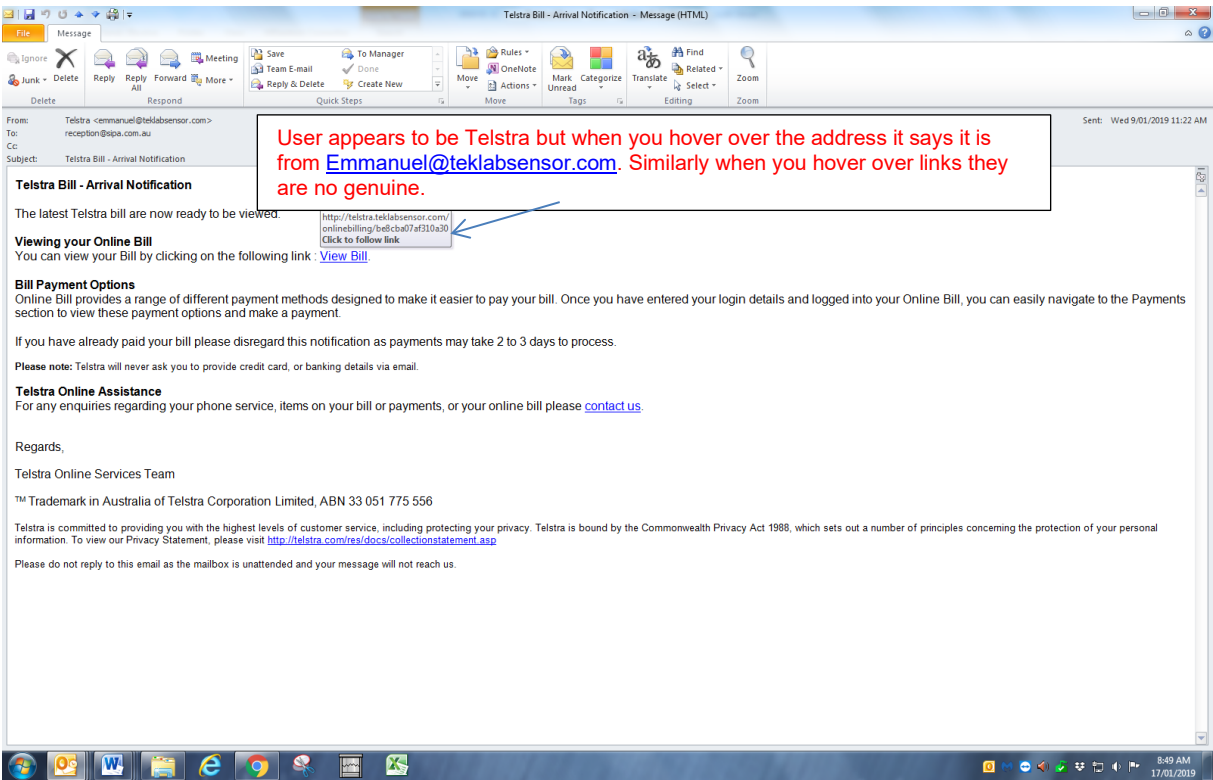 Telstra Bill - Arrival Notification - Message (HTML)
File Message
Ignore
Junk Delete
Reply Reply All Forward
Meeting
More
Save
Team E-mail
Reply & Delete
To Manager
Done
Create New
Move
Rules
OneNote
Actions
Mark Unread Categorize
Translate
Find
Related
Select
Zoom
Delete Respond Quick Steps Move Tags Editing Zoom
From: Telstra <emmanuel@teklabsensor.com>
Sent: Wed 9/01/2019 11:22 AM
To: reception@sipa.com.au
Cc:
Subject: Telstra Bill - Arrival Notification
User appears to be Telstra but when you hover over the address it says it is
from Emmanuel@teklabsensor.com. Similarly when you hover over links they
are no genuine.
Telstra Bill - Arrival Notification
The latest Telstra bill are now ready to be viewed.
http://telstra.teklabsensor.com/
onlinebilling/be8cba07af310a30
Click to follow link
Viewing your Online Bill
You can view your Bill by clicking on the following link : View Bill.
Bill Payment Options
Online Bill provides a range of different payment methods designed to make it easier to pay your bill. Once you have entered your login details and logged into your Online Bill, you can easily navigate to the Payments
section to view these payment options and make a payment.
If you have already paid your bill please disregard this notification as payments may take 2 to 3 days to process.
Please note: Telstra will never ask you to provide credit card, or banking details via email.
Telstra Online Assistance
For any enquiries regarding your phone service, items on your bill or payments, or your online bill please contact us.
Regards,
Telstra Online Services Team
™ Trademark in Australia of Telstra Corporation Limited, ABN 33 051 775 556
Telstra is committed to providing you with the highest levels of customer service, including protecting your privacy. Telstra is bound by the Commonwealth Privacy Act 1988, which sets out a number of principles concerning the protection of your personal
information. To view our Privacy Statement, please visit http://telstra.com/res/docs/collectionstatement.asp
Please do not reply to this email as the mailbox is unattended and your message will not reach us.
8:49 AM
17/01/2019